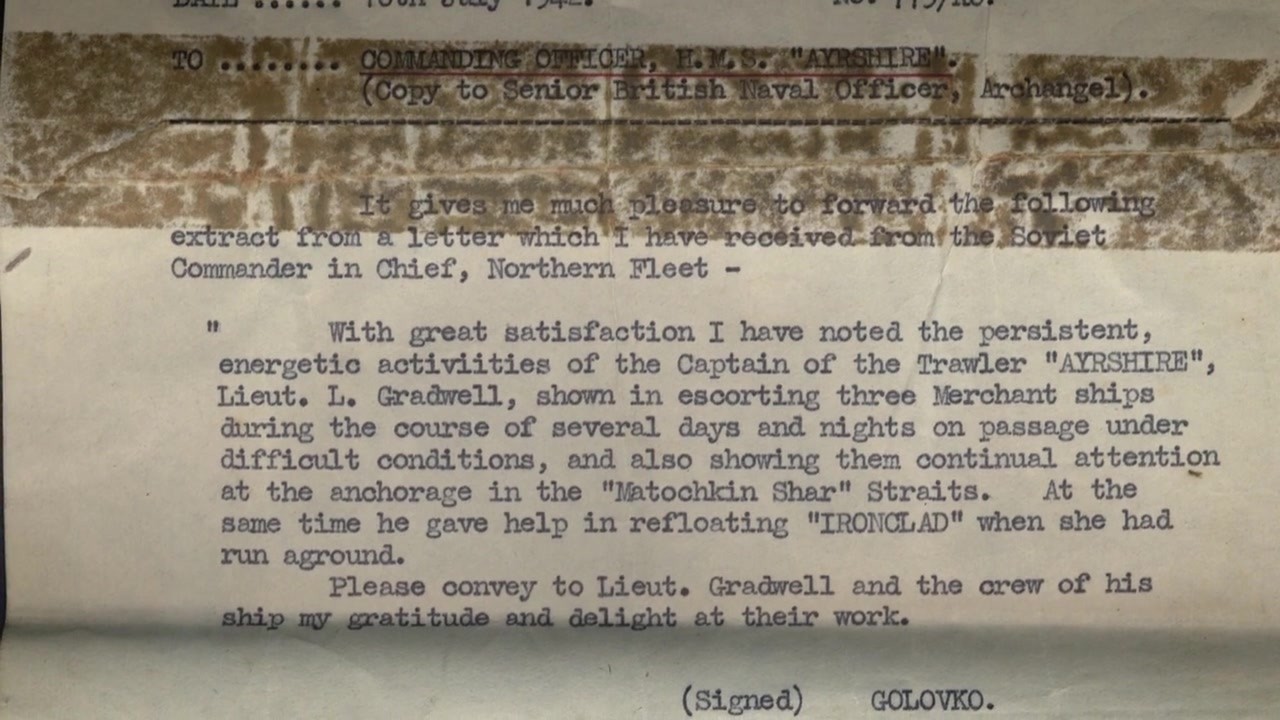 TO ........ COMMANDING OFFICER, H.M.S. "AYRSHIRE".
(Copy to Senior British Naval Officer, Archangel).
It gives me much pleasure to forward the following
extract from a letter which I have received from the Soviet
Commander in Chief, Northern Fleet -
" With great satisfaction I have noted the persistent,
energetic activiities of the Captain of the Trawler "AYRSHIRE",
Lieut. L. Gradwell, shown in escorting three Merchant ships
during the course of several days and nights on passage under
difficult conditions, and also showing them continual attention
at the anchorage in the "Matochkin Shar" Straits. At the
same time he gave help in refloating "IRONCLAD" when she had
run aground.
Please convey to Lieut. Gradwell and the crew of his
ship my gratitude and delight at their work.
(Signed) GOLOVKO.